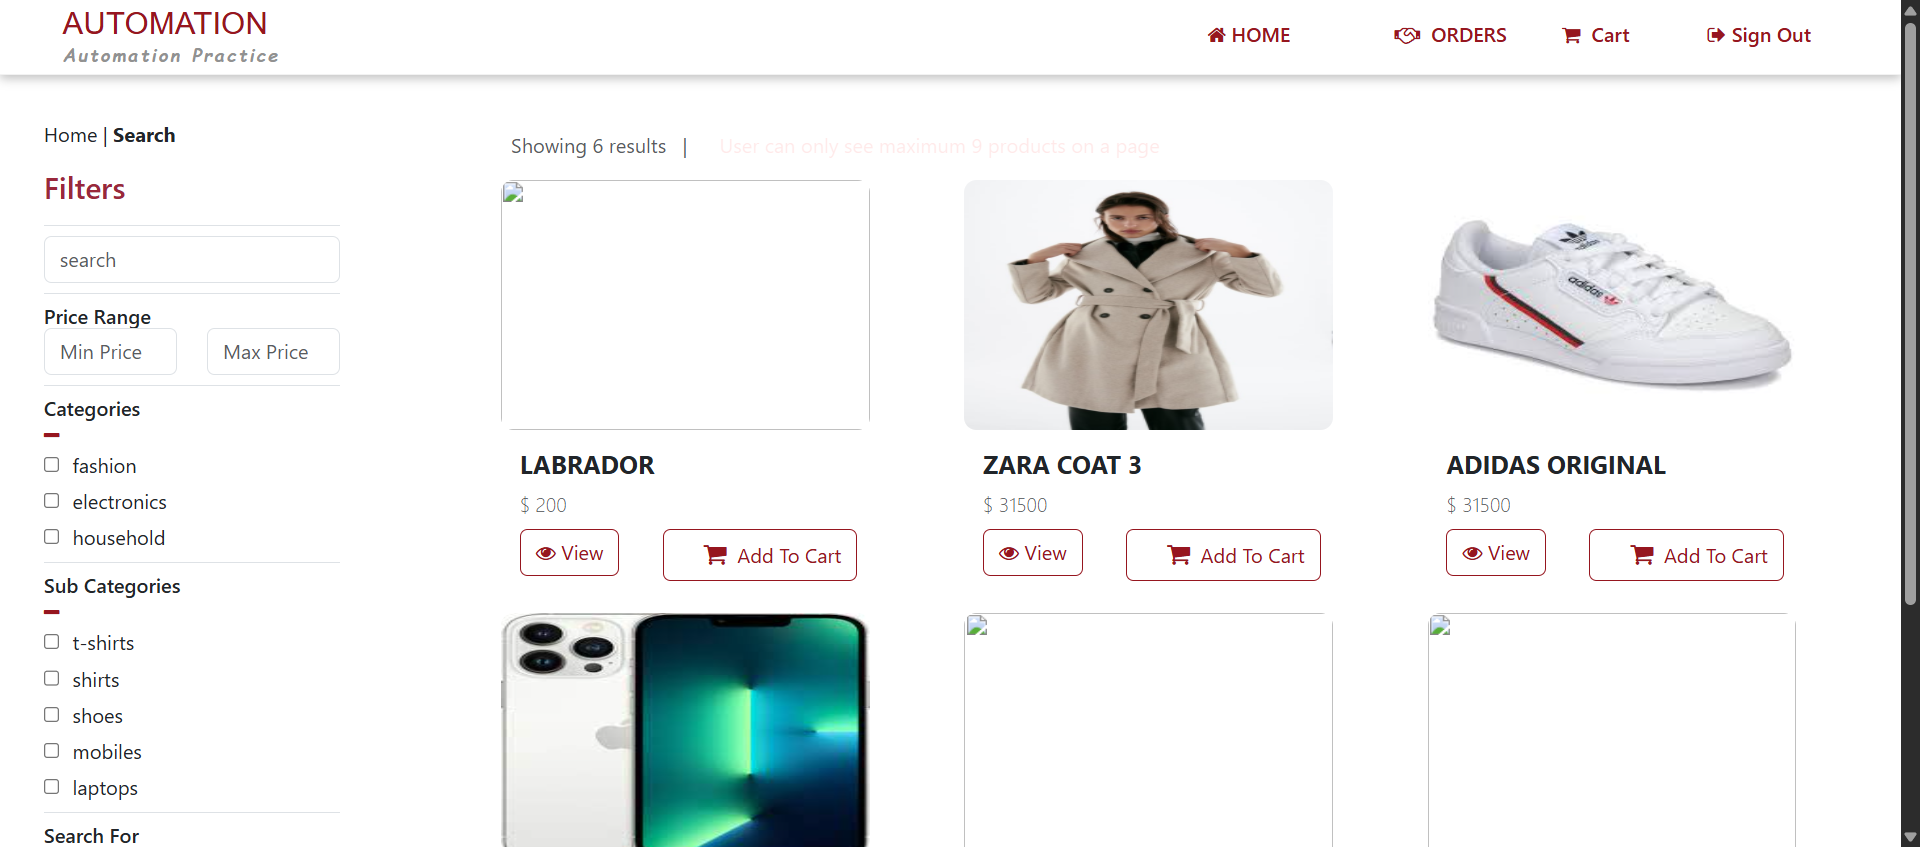 AUTOMATION
Automation Practice
HOME
ORDERS
Cart
Sign Out
Home | Search
Filters
search
Price Range
Min Price
Max Price
Categories
fashion
electronics
household
Sub Categories
t-shirts
shirts
shoes
mobiles
laptops
Search For
Showing 6 results |
User can only see maximum 9 products on a page
LABRADOR
$ 200
View
Add To Cart
ZARA COAT 3
$ 31500
View
Add To Cart
adidas
adidas
ADIDAS ORIGINAL
$ 31500
View
Add To Cart